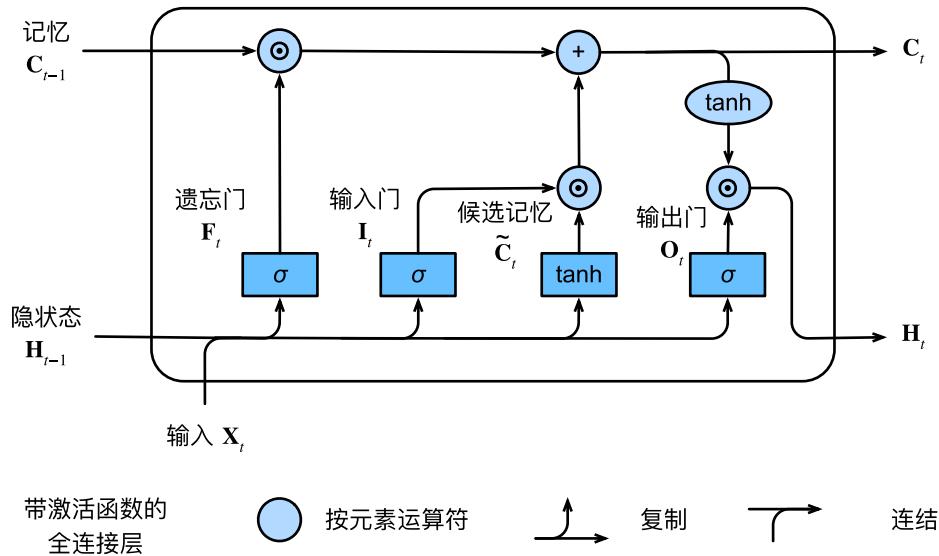 记忆
C_{t−1}
⊙
+
C_t
tanh
遗忘门
F_t
输入门
I_t
⊙
候选记忆
C̃_t
⊙
输出门
O_t
σ
σ
tanh
σ
隐状态
H_{t−1}
H_t
输入 X_t
带激活函数的
全连接层
按元素运算符
复制
连结